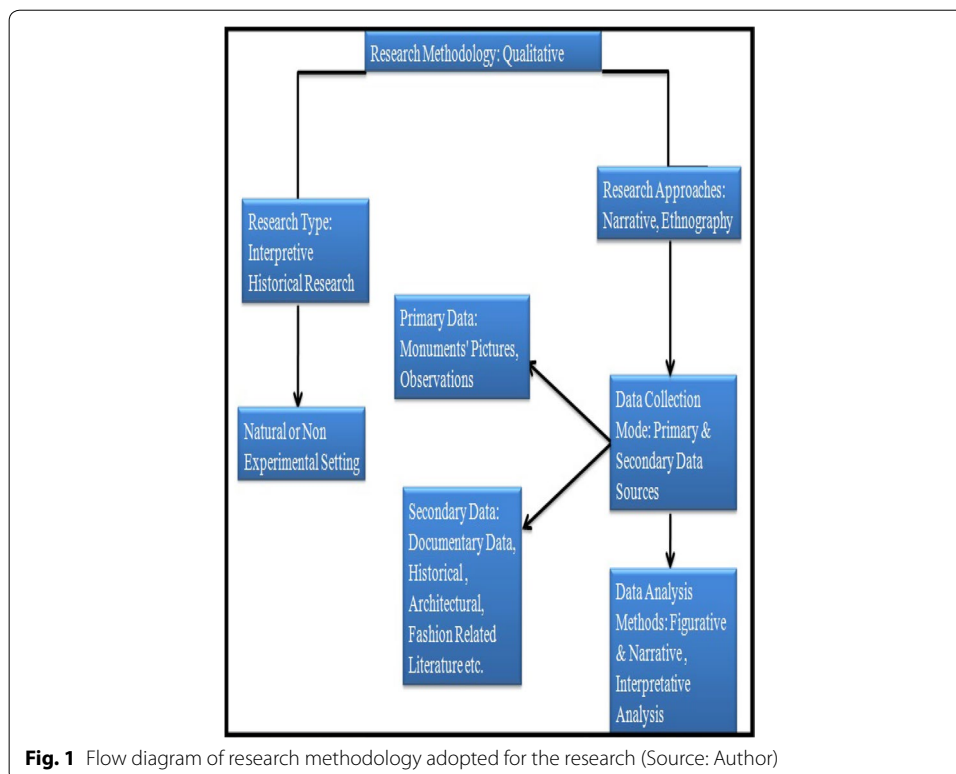 Research Methodology: Qualitative
Research Type:
Interpretive
Historical Research
Natural or Non
Experimental Setting
Research Approaches:
Narrative, Ethnography
Primary Data:
Monuments' Pictures,
Observations
Data Collection
Mode: Primary &
Secondary Data
Sources
Secondary Data:
Documentary Data,
Historical ,
Architectural,
Fashion Related
Literature etc.
Data Analysis
Methods: Figurative
& Narrative ,
Interpretative
Analysis
Fig. 1 Flow diagram of research methodology adopted for the research (Source: Author)